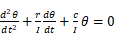 d²θ/dt² + r/I dθ/dt + c/I θ = 0